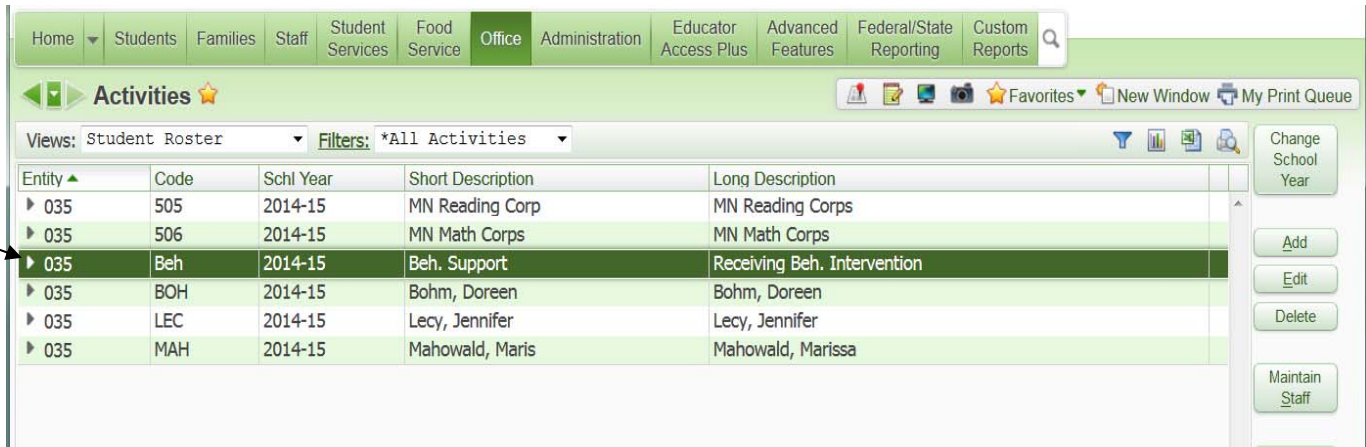 Home Students Families Staff Student Services Food Service Office Administration Educator Access Plus Advanced Features Federal/State Reporting Custom Reports
Activities Favorites New Window My Print Queue
Views: Student Roster Filters: *All Activities
Change School Year
Entity Code Schl Year Short Description Long Description
035 505 2014-15 MN Reading Corp MN Reading Corps
035 506 2014-15 MN Math Corps MN Math Corps
Add
035 Beh 2014-15 Beh. Support Receiving Beh. Intervention
Edit
035 BOH 2014-15 Bohm, Doreen Bohm, Doreen
035 LEC 2014-15 Lecy, Jennifer Lecy, Jennifer
Delete
035 MAH 2014-15 Mahowald, Maris Mahowald, Marissa
Maintain Staff